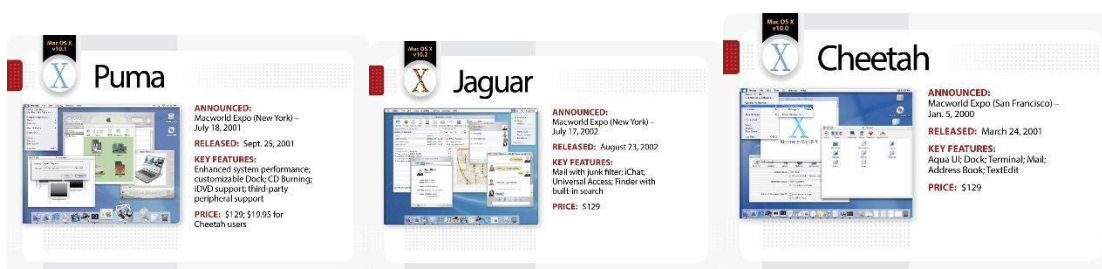 Mac OS X
v10.1
X
Puma
ANNOUNCED:
Macworld Expo (New York) –
July 18, 2001
RELEASED: Sept. 25, 2001
KEY FEATURES:
Enhanced system performance;
customizable Dock; CD Burning;
iDVD support; third-party
peripheral support
PRICE: $129; $19.95 for
Cheetah users
Mac OS X
v10.2
X
Jaguar
ANNOUNCED:
Macworld Expo (New York) –
July 17, 2002
RELEASED: August 23, 2002
KEY FEATURES:
Mail with junk filter; iChat;
Universal Access; Finder with
built-in search
PRICE: $129
Mac OS X
v10.0
X
Cheetah
ANNOUNCED:
Macworld Expo (San Francisco) –
Jan. 5, 2000
RELEASED: March 24, 2001
KEY FEATURES:
Aqua UI; Dock; Terminal; Mail;
Address Book; TextEdit
PRICE: $129